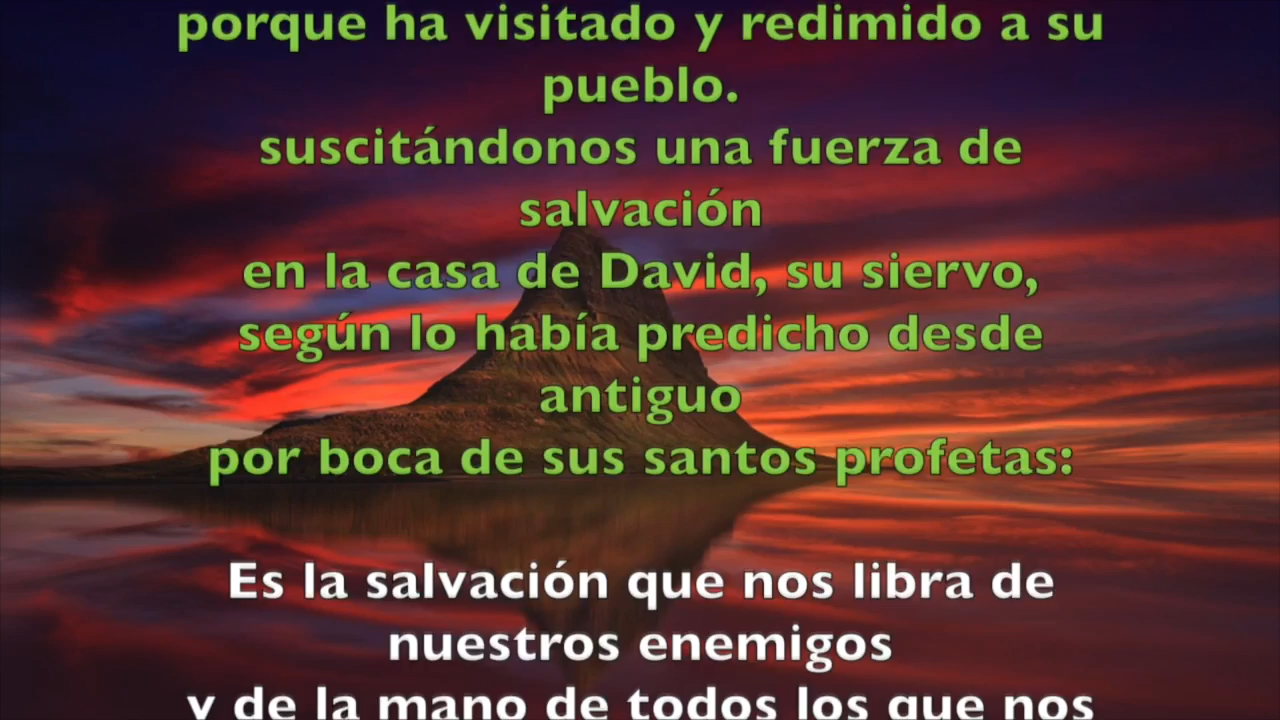 porque ha visitado y redimido a su
pueblo.
suscitándonos una fuerza de
salvación
en la casa de David, su siervo,
según lo había predicho desde
antiguo
por boca de sus santos profetas:
Es la salvación que nos libra de
nuestros enemigos
y de la mano de todos los que nos